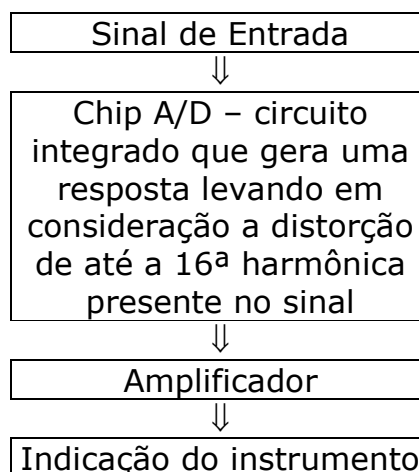 Sinal de Entrada
⇓
Chip A/D – circuito
integrado que gera uma
resposta levando em
consideração a distorção
de até a 16ª harmônica
presente no sinal
⇓
Amplificador
⇓
Indicação do instrumento